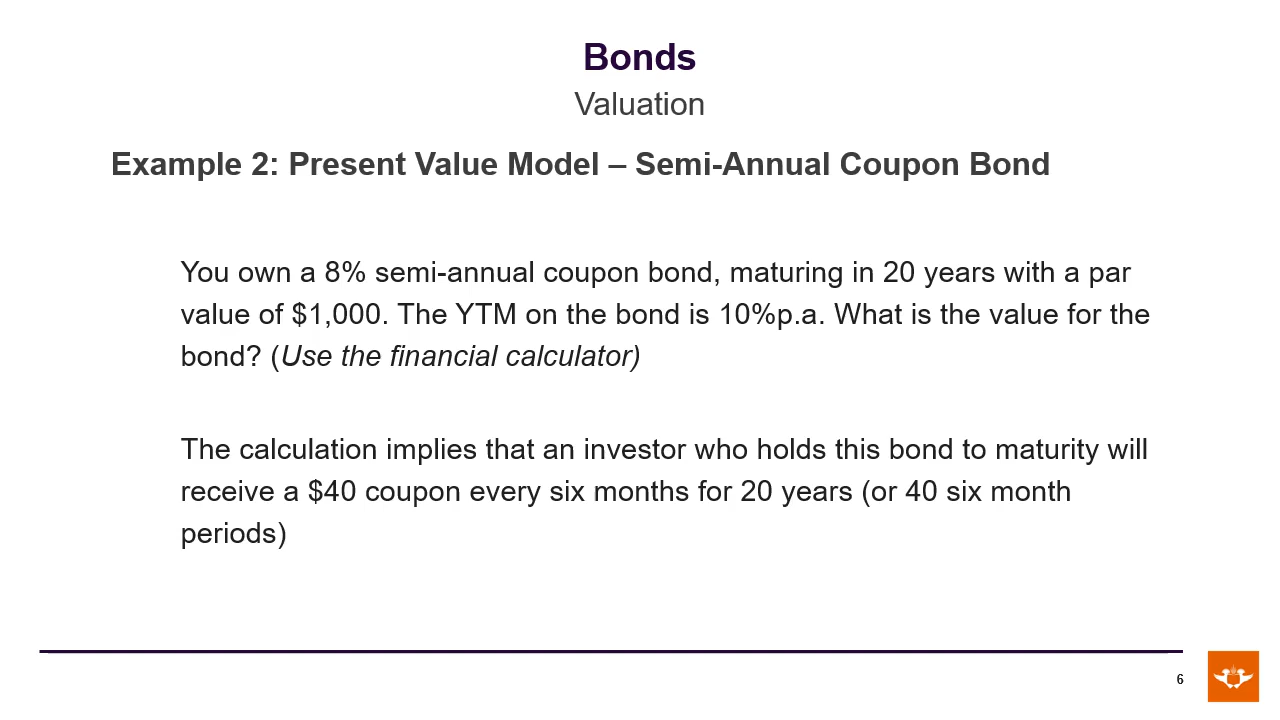 Bonds
Valuation
Example 2: Present Value Model – Semi-Annual Coupon Bond
You own a 8% semi-annual coupon bond, maturing in 20 years with a par
value of $1,000. The YTM on the bond is 10%p.a. What is the value for the
bond? (Use the financial calculator)
The calculation implies that an investor who holds this bond to maturity will
receive a $40 coupon every six months for 20 years (or 40 six month
periods)
6